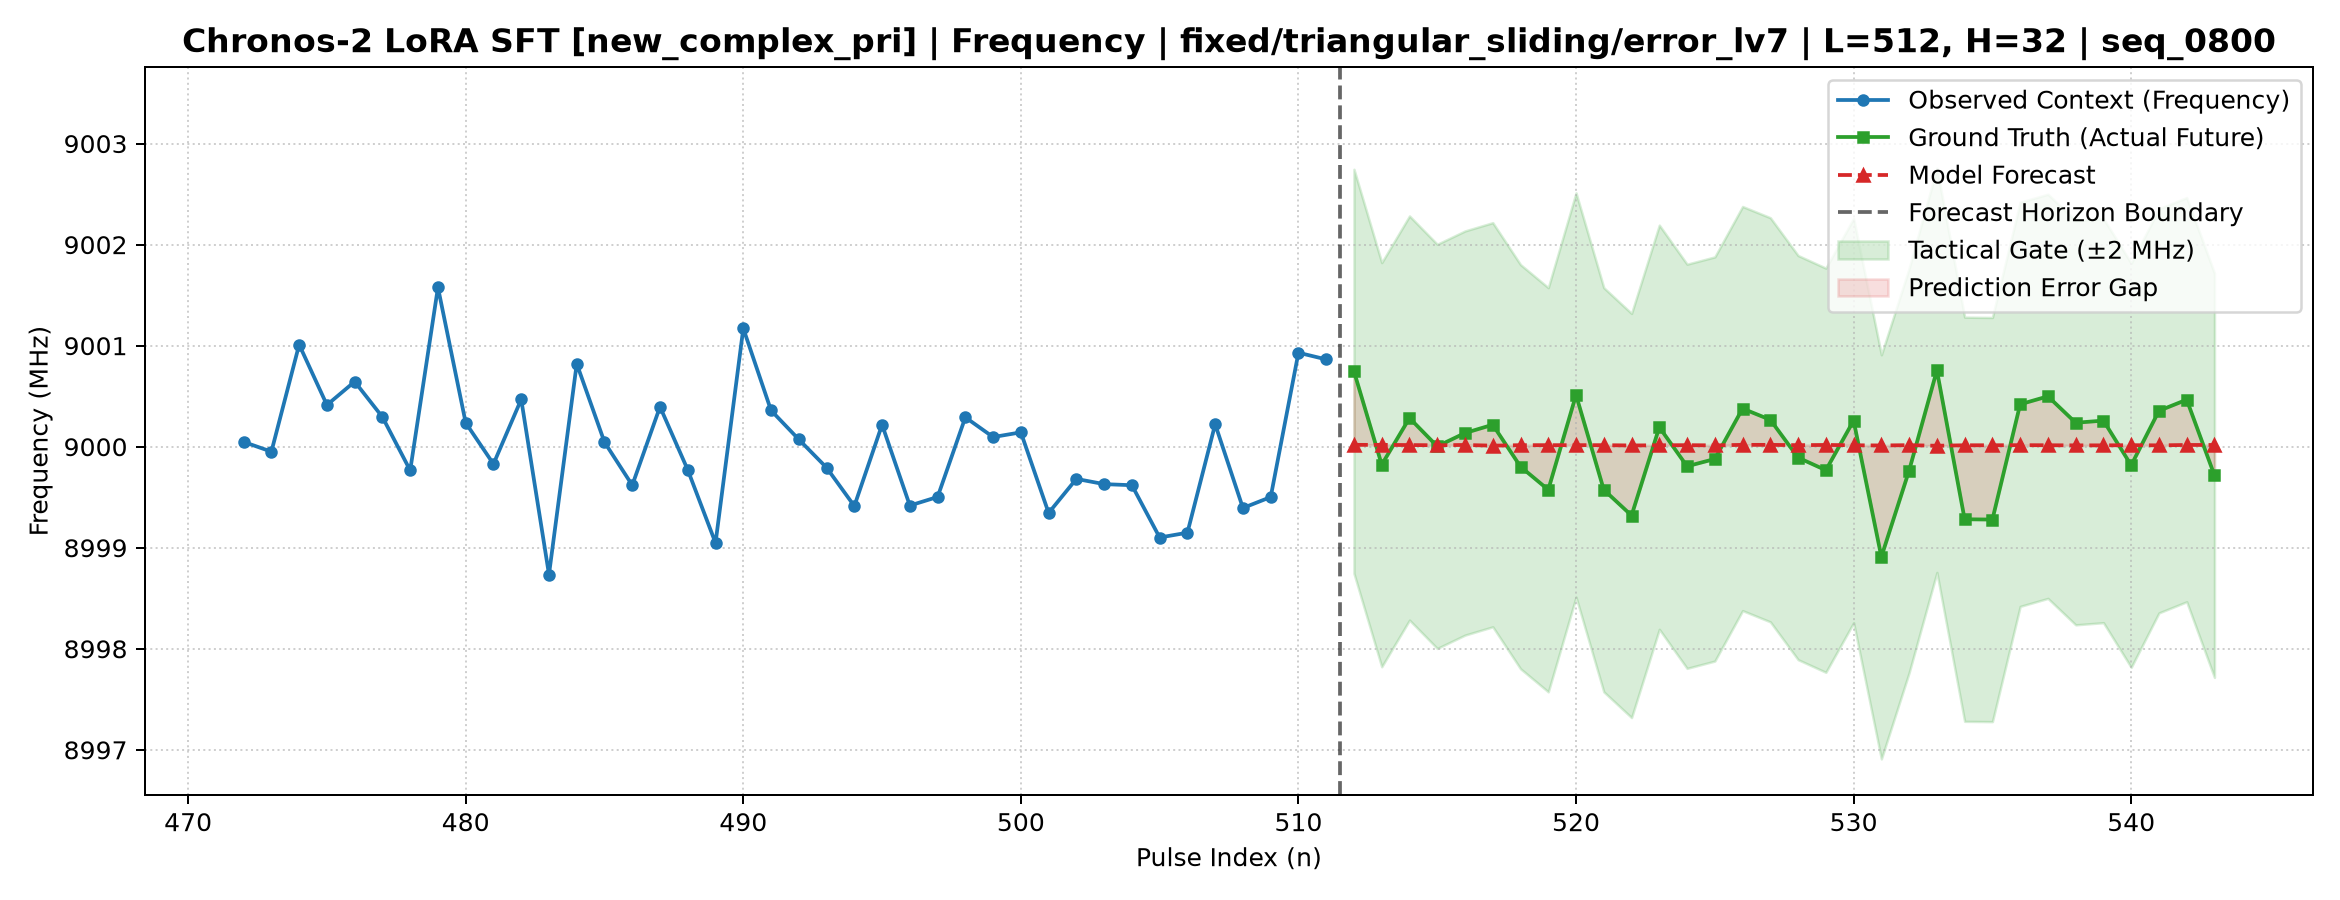 Chronos-2 LoRA SFT [new_complex_pri] | Frequency | fixed/triangular_sliding/error_lv7 | L=512, H=32 | seq_0800
Observed Context (Frequency)
Ground Truth (Actual Future)
Model Forecast
Forecast Horizon Boundary
Tactical Gate (±2 MHz)
Prediction Error Gap
Frequency (MHz)
9003
9002
9001
9000
8999
8998
8997
470 480 490 500 510 520 530 540
Pulse Index (n)